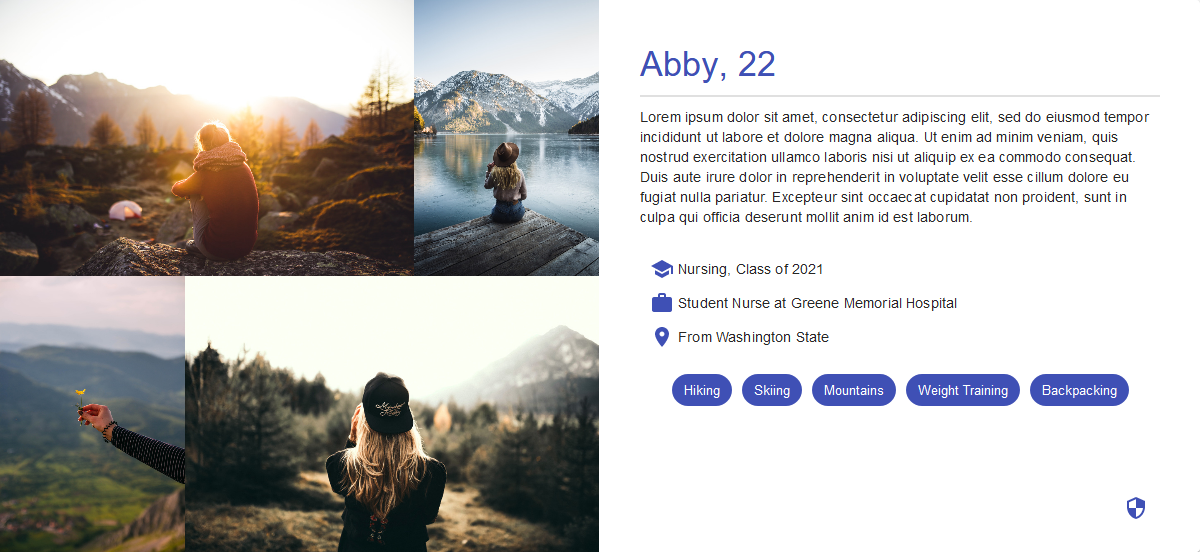 Abby, 22
Lorem ipsum dolor sit amet, consectetur adipiscing elit, sed do eiusmod tempor
incididunt ut labore et dolore magna aliqua. Ut enim ad minim veniam, quis
nostrud exercitation ullamco laboris nisi ut aliquip ex ea commodo consequat.
Duis aute irure dolor in reprehenderit in voluptate velit esse cillum dolore eu
fugiat nulla pariatur. Excepteur sint occaecat cupidatat non proident, sunt in
culpa qui officia deserunt mollit anim id est laborum.
Nursing, Class of 2021
Student Nurse at Greene Memorial Hospital
From Washington State
Hiking Skiing Mountains Weight Training Backpacking